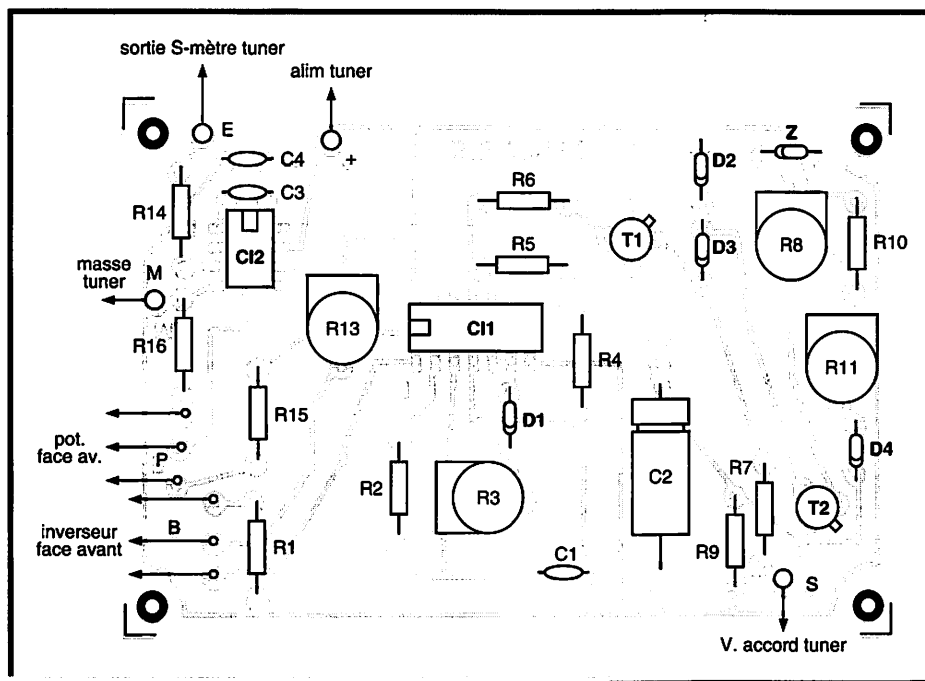 sortie S-mètre tuner
alim tuner
E
+
C4
C3
R14
CI2
masse
tuner
M
R16
R13
R6
R5
T1
D2
Z
D3
R8
R10
CI1
R4
R11
R15
D1
pot.
face av.
P
R2
R3
C2
R7
D4
T2
inverseur
face avant
B
R1
C1
R9
S
V. accord tuner